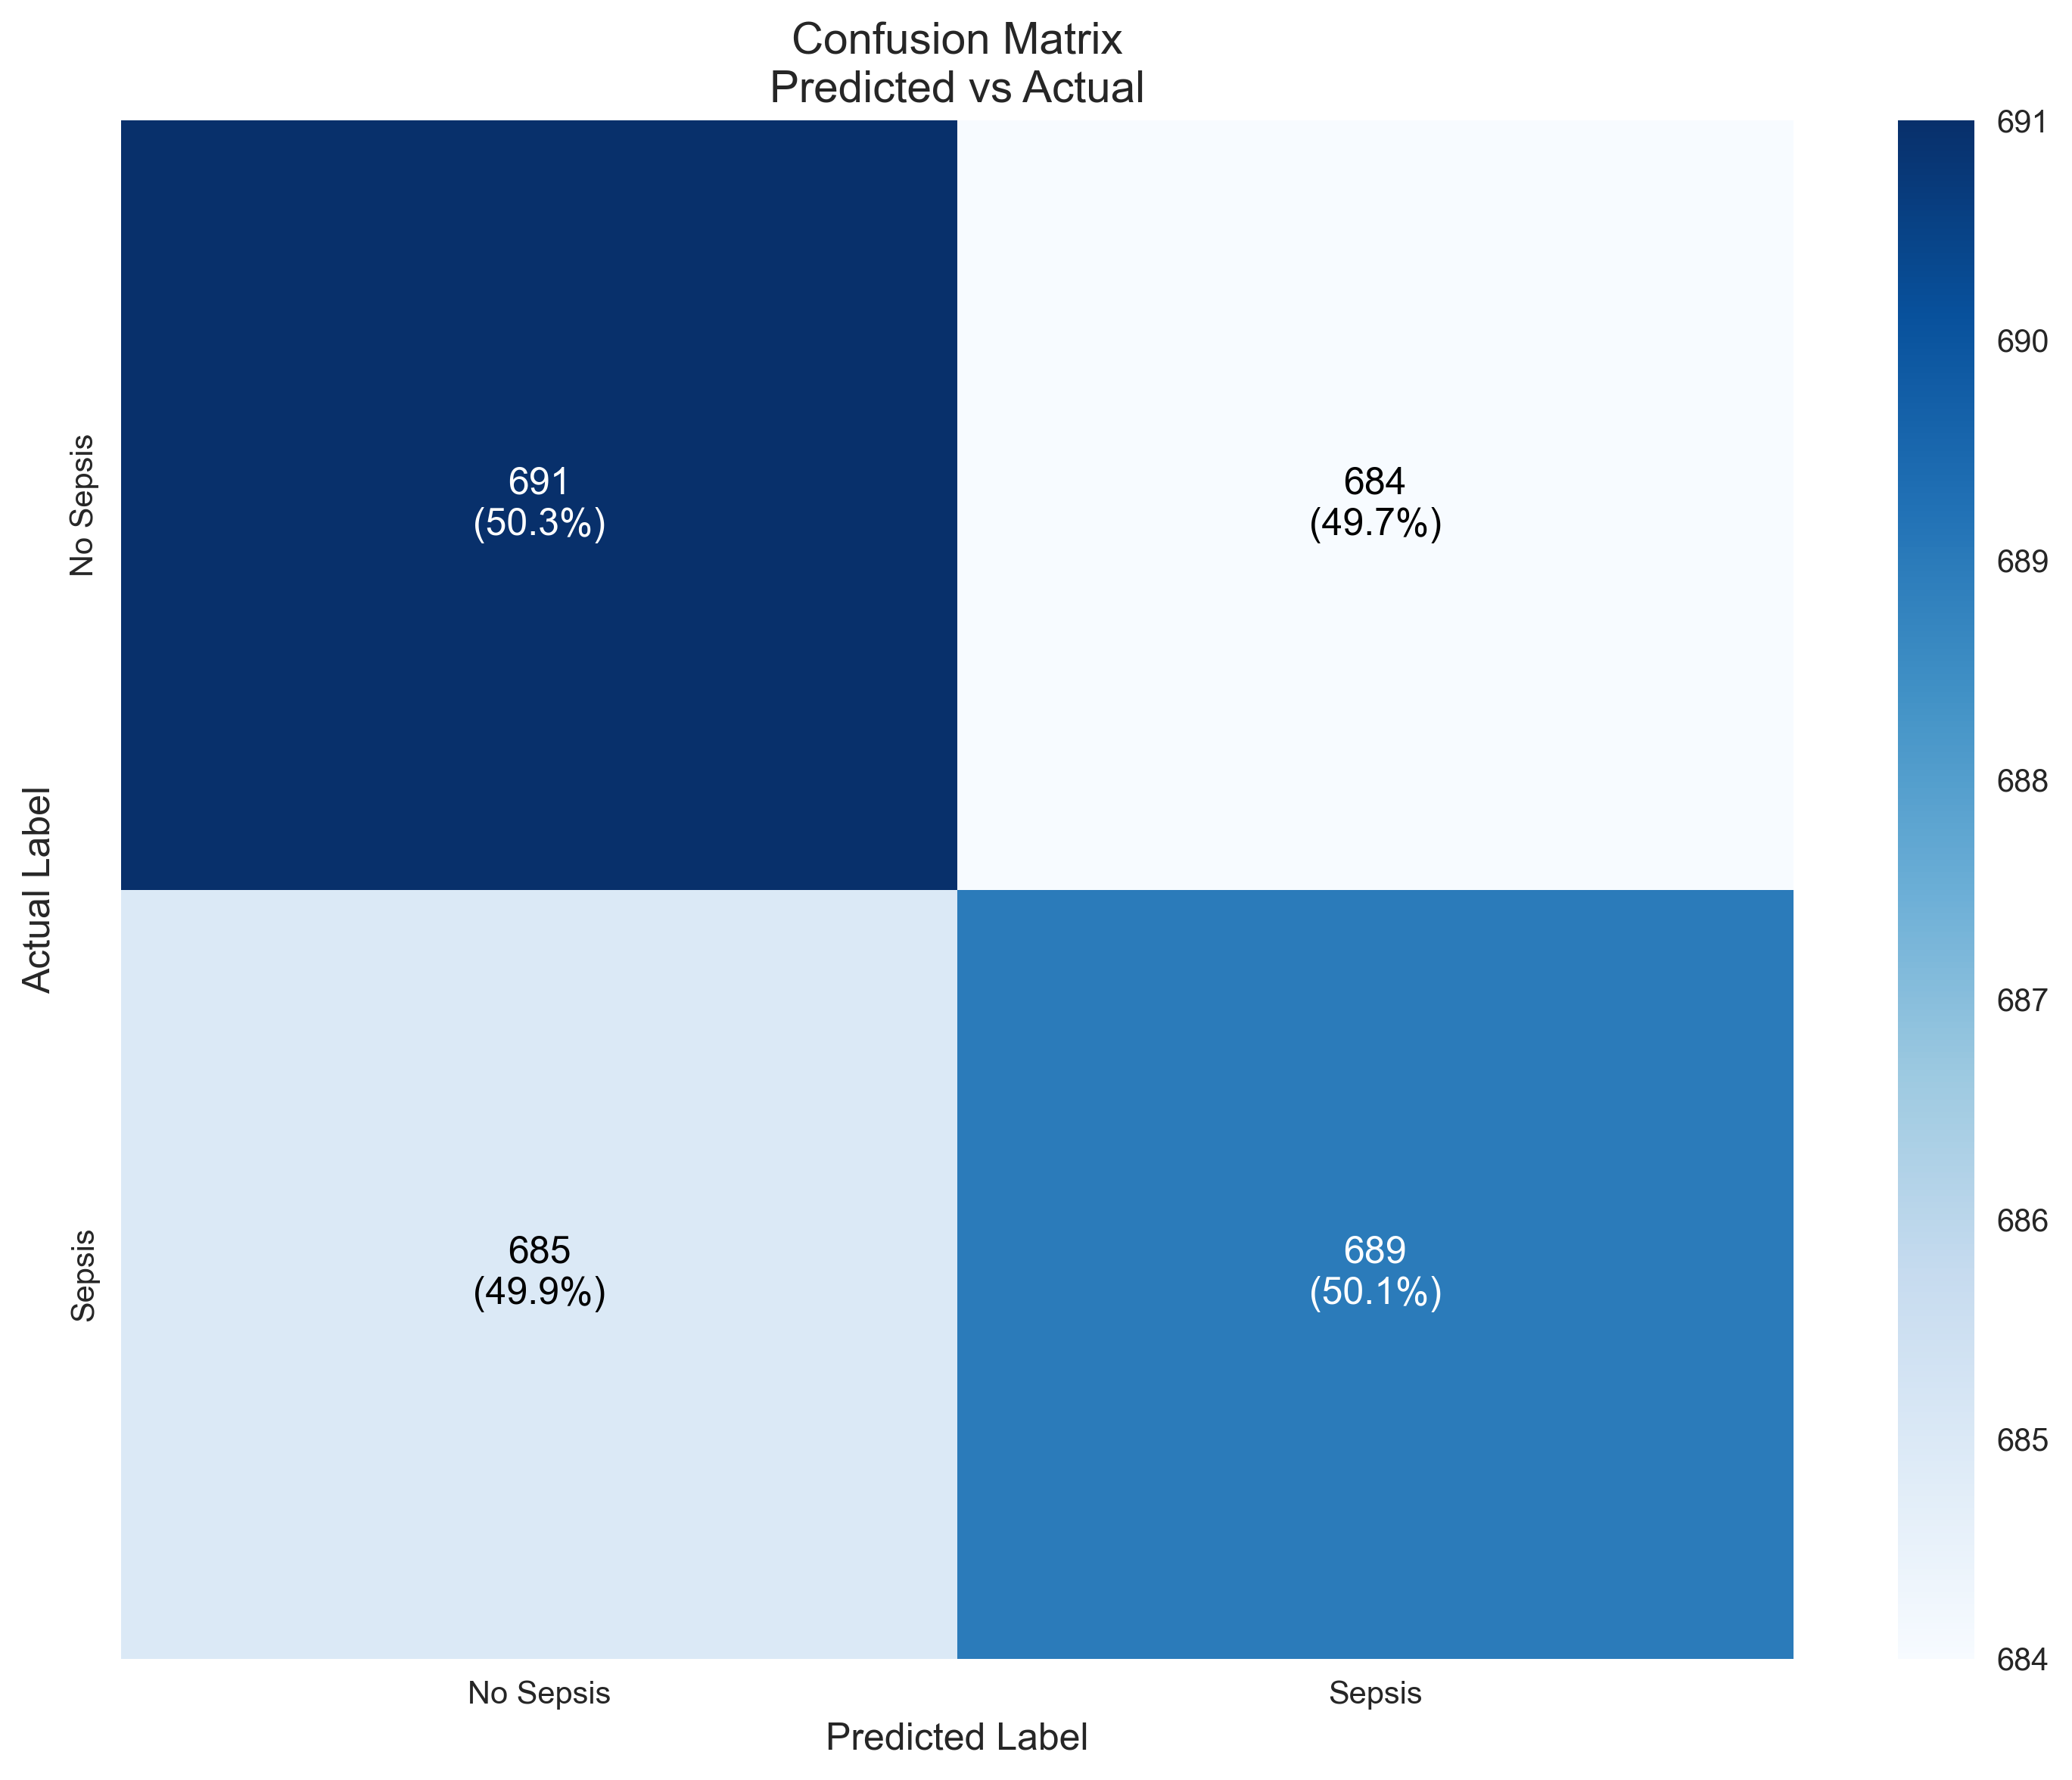 Confusion Matrix
Predicted vs Actual
Actual Label
No Sepsis
Sepsis
691
(50.3%)
684
(49.7%)
685
(49.9%)
689
(50.1%)
No Sepsis
Sepsis
Predicted Label
691
690
689
688
687
686
685
684